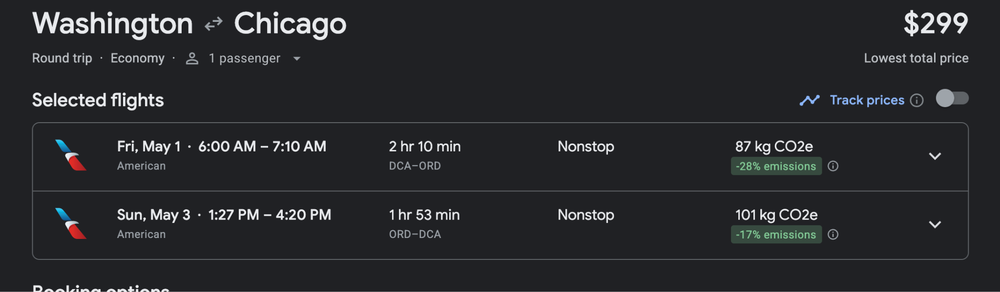 Washington Chicago
$299
Round trip · Economy · 1 passenger
Lowest total price
Selected flights
Track prices
Fri, May 1 · 6:00 AM – 7:10 AM
American
2 hr 10 min
DCA–ORD
Nonstop
87 kg CO2e
-28% emissions
Sun, May 3 · 1:27 PM – 4:20 PM
American
1 hr 53 min
ORD–DCA
Nonstop
101 kg CO2e
-17% emissions
Booking options